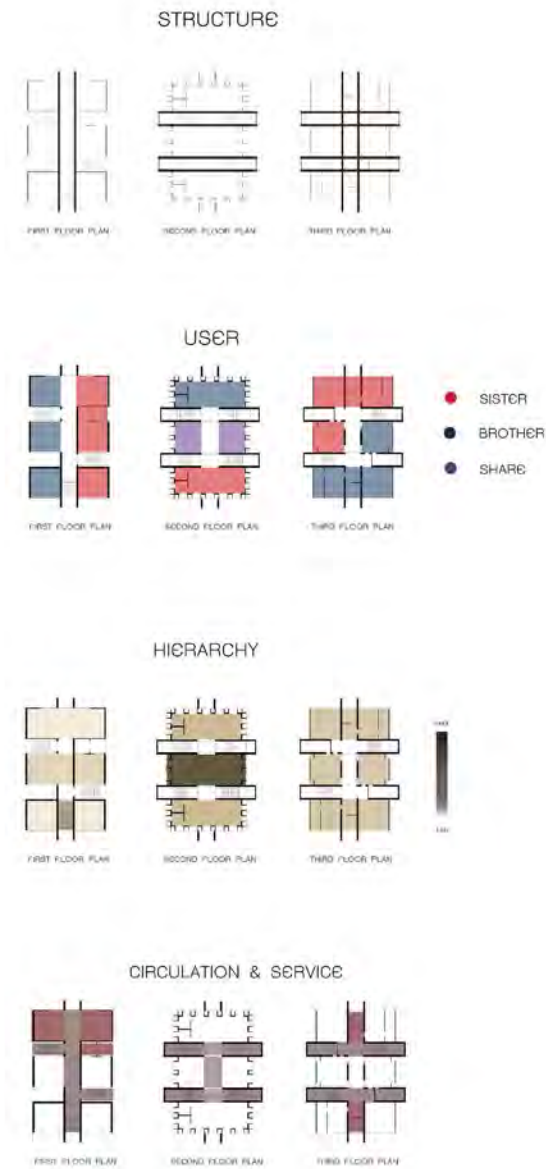 STRUCTURE
FIRST FLOOR PLAN
SECOND FLOOR PLAN
THIRD FLOOR PLAN
USER
SISTER
BROTHER
SHARE
FIRST FLOOR PLAN
SECOND FLOOR PLAN
THIRD FLOOR PLAN
HIERARCHY
FIRST FLOOR PLAN
SECOND FLOOR PLAN
THIRD FLOOR PLAN
CIRCULATION & SERVICE
FIRST FLOOR PLAN
SECOND FLOOR PLAN
THIRD FLOOR PLAN